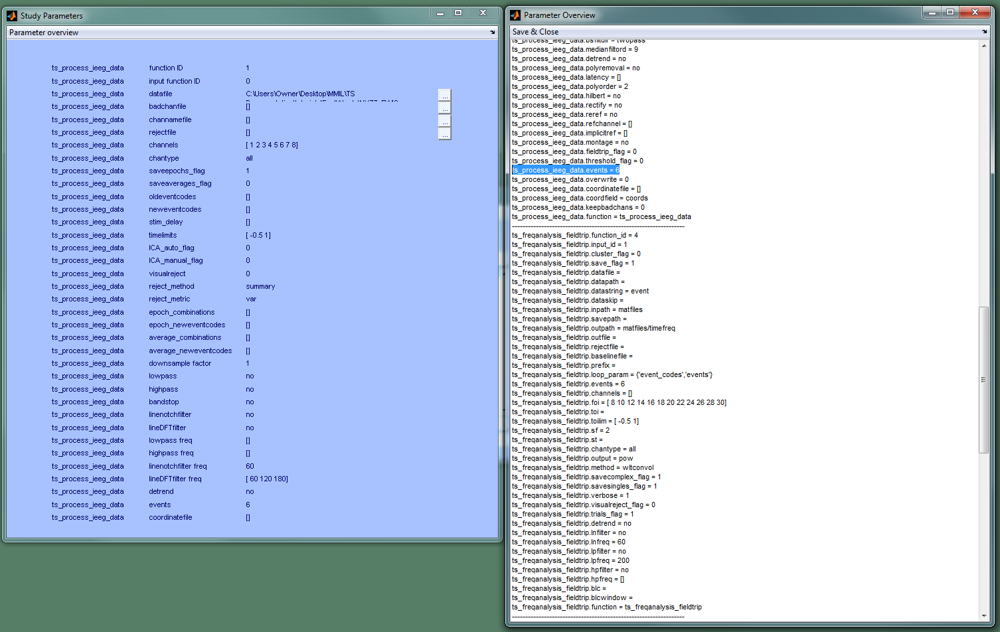 Study Parameters
Parameter overview
ts_process_ieeg_data function ID 1
ts_process_ieeg_data input function ID 0
ts_process_ieeg_data datafile C:\Users\Owner\Desktop\MMIL\TS
...
ts_process_ieeg_data badchanfile []
...
ts_process_ieeg_data channamefile []
...
ts_process_ieeg_data rejectfile []
...
ts_process_ieeg_data channels [ 1 2 3 4 5 6 7 8]
ts_process_ieeg_data chantype all
ts_process_ieeg_data saveepochs_flag 1
ts_process_ieeg_data saveaverages_flag 0
ts_process_ieeg_data oldeventcodes []
ts_process_ieeg_data neweventcodes []
ts_process_ieeg_data stim_delay []
ts_process_ieeg_data timelimits [ -0.5 1]
ts_process_ieeg_data ICA_auto_flag 0
ts_process_ieeg_data ICA_manual_flag 0
ts_process_ieeg_data visualreject 0
ts_process_ieeg_data reject_method summary
ts_process_ieeg_data reject_metric var
ts_process_ieeg_data epoch_combinations []
ts_process_ieeg_data epoch_neweventcodes []
ts_process_ieeg_data average_combinations []
ts_process_ieeg_data average_neweventcodes []
ts_process_ieeg_data downsample factor 1
ts_process_ieeg_data lowpass no
ts_process_ieeg_data highpass no
ts_process_ieeg_data bandstop no
ts_process_ieeg_data linenotchfilter no
ts_process_ieeg_data lineDFTfilter no
ts_process_ieeg_data lowpass freq []
ts_process_ieeg_data highpass freq []
ts_process_ieeg_data linenotchfilter freq 60
ts_process_ieeg_data lineDFTfilter freq [ 60 120 180]
ts_process_ieeg_data detrend no
ts_process_ieeg_data events 6
ts_process_ieeg_data coordinatefile []
Parameter Overview
Save & Close
ts_process_ieeg_data.bsfiltdir = twopass
ts_process_ieeg_data.medianfiltord = 9
ts_process_ieeg_data.detrend = no
ts_process_ieeg_data.polyremoval = no
ts_process_ieeg_data.latency = []
ts_process_ieeg_data.polyorder = 2
ts_process_ieeg_data.hilbert = no
ts_process_ieeg_data.rectify = no
ts_process_ieeg_data.reref = no
ts_process_ieeg_data.refchannel = []
ts_process_ieeg_data.implicitref = []
ts_process_ieeg_data.montage = no
ts_process_ieeg_data.fieldtrip_flag = 0
ts_process_ieeg_data.threshold_flag = 0
ts_process_ieeg_data.events = 6
ts_process_ieeg_data.overwrite = 0
ts_process_ieeg_data.coordinatefile = []
ts_process_ieeg_data.coordfield = coords
ts_process_ieeg_data.keepbadchans = 0
ts_process_ieeg_data.function = ts_process_ieeg_data
-----------------------------------------------------------------
ts_freqanalysis_fieldtrip.function_id = 4
ts_freqanalysis_fieldtrip.input_id = 1
ts_freqanalysis_fieldtrip.cluster_flag = 0
ts_freqanalysis_fieldtrip.save_flag = 1
ts_freqanalysis_fieldtrip.datafile =
ts_freqanalysis_fieldtrip.datapath =
ts_freqanalysis_fieldtrip.datastring = event
ts_freqanalysis_fieldtrip.dataskip =
ts_freqanalysis_fieldtrip.inpath = matfiles
ts_freqanalysis_fieldtrip.savepath =
ts_freqanalysis_fieldtrip.outpath = matfiles/timefreq
ts_freqanalysis_fieldtrip.outfile =
ts_freqanalysis_fieldtrip.rejectfile =
ts_freqanalysis_fieldtrip.baselinefile =
ts_freqanalysis_fieldtrip.prefix =
ts_freqanalysis_fieldtrip.loop_param = {'event_codes','events'}
ts_freqanalysis_fieldtrip.events = 6
ts_freqanalysis_fieldtrip.channels = []
ts_freqanalysis_fieldtrip.foi = [ 8 10 12 14 16 18 20 22 24 26 28 30]
ts_freqanalysis_fieldtrip.toi =
ts_freqanalysis_fieldtrip.toilim = [ -0.5 1]
ts_freqanalysis_fieldtrip.sf = 2
ts_freqanalysis_fieldtrip.st =
ts_freqanalysis_fieldtrip.chantype = all
ts_freqanalysis_fieldtrip.output = pow
ts_freqanalysis_fieldtrip.method = wltconvol
ts_freqanalysis_fieldtrip.savecomplex_flag = 1
ts_freqanalysis_fieldtrip.savesingles_flag = 1
ts_freqanalysis_fieldtrip.verbose = 1
ts_freqanalysis_fieldtrip.visualreject_flag = 0
ts_freqanalysis_fieldtrip.trials_flag = 1
ts_freqanalysis_fieldtrip.detrend = no
ts_freqanalysis_fieldtrip.lnfilter = no
ts_freqanalysis_fieldtrip.lnfreq = 60
ts_freqanalysis_fieldtrip.lpfilter = no
ts_freqanalysis_fieldtrip.lpfreq = 200
ts_freqanalysis_fieldtrip.hpfilter = no
ts_freqanalysis_fieldtrip.hpfreq = []
ts_freqanalysis_fieldtrip.blc =
ts_freqanalysis_fieldtrip.blcwindow =
ts_freqanalysis_fieldtrip.function = ts_freqanalysis_fieldtrip
-----------------------------------------------------------------